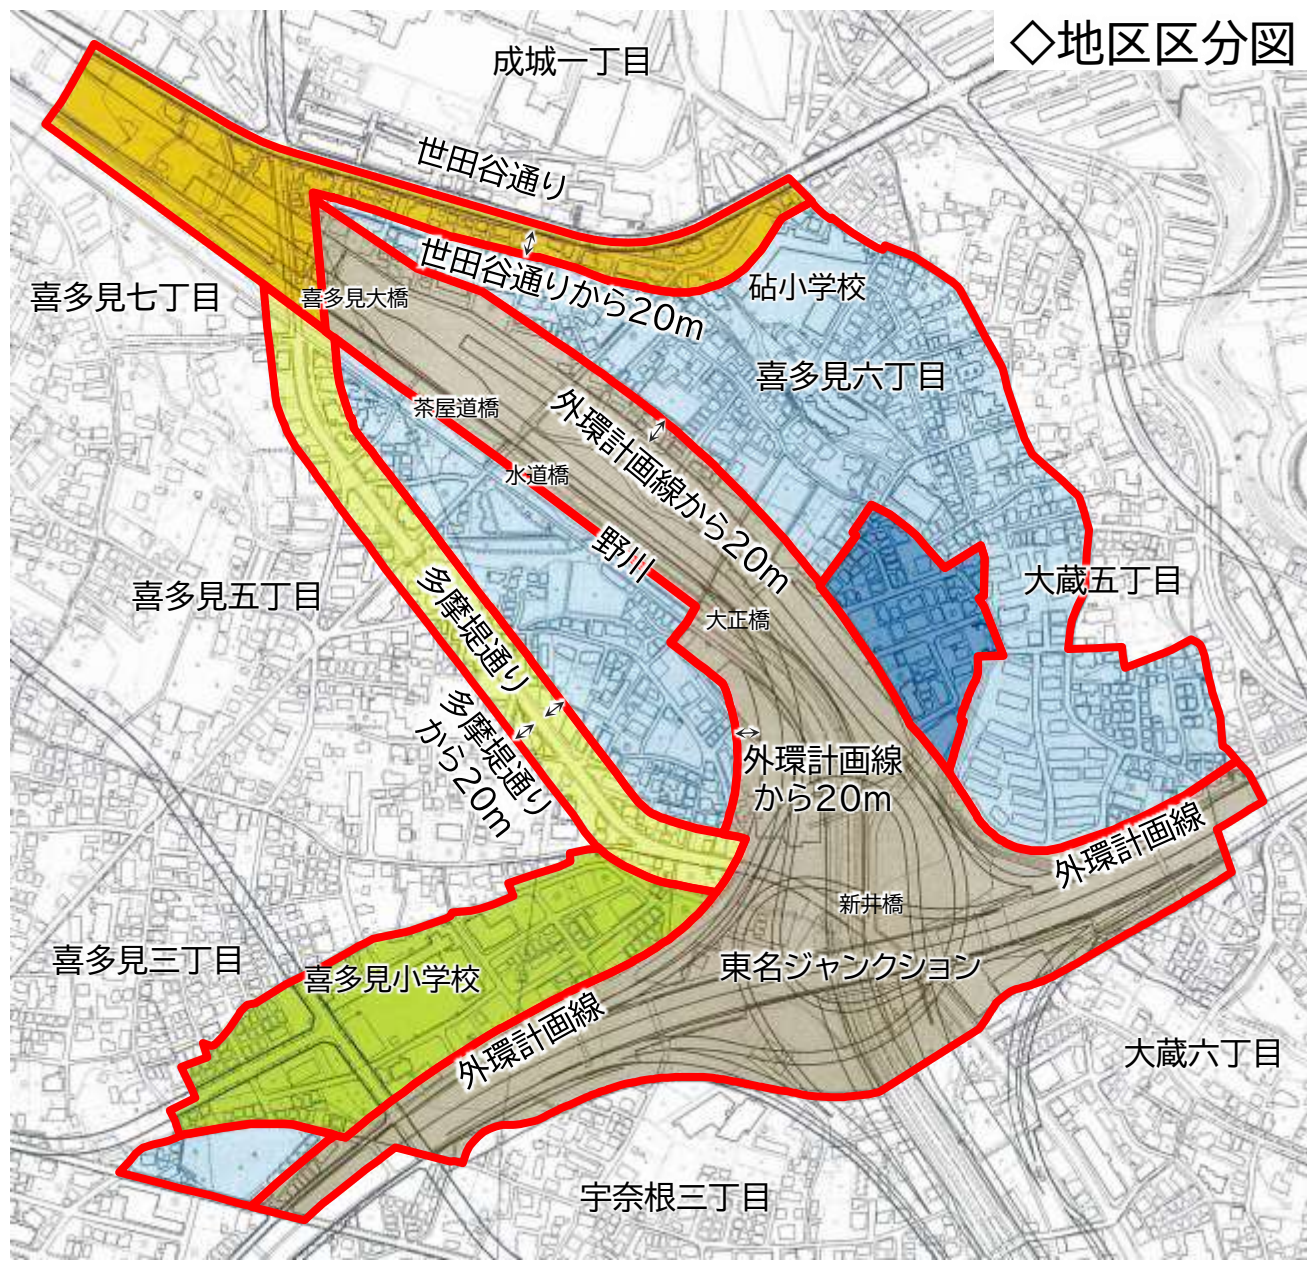 ◇地区区分図
成城一丁目
世田谷通り
世田谷通りから20m
砧小学校
喜多見七丁目
喜多見大橋
喜多見六丁目
茶屋道橋
外環計画線から20m
水道橋
野川
大蔵五丁目
喜多見五丁目
多摩堤通り
大正橋
多摩堤通り
から20m
外環計画線
から20m
外環計画線
新井橋
喜多見三丁目
喜多見小学校
東名ジャンクション
外環計画線
大蔵六丁目
宇奈根三丁目